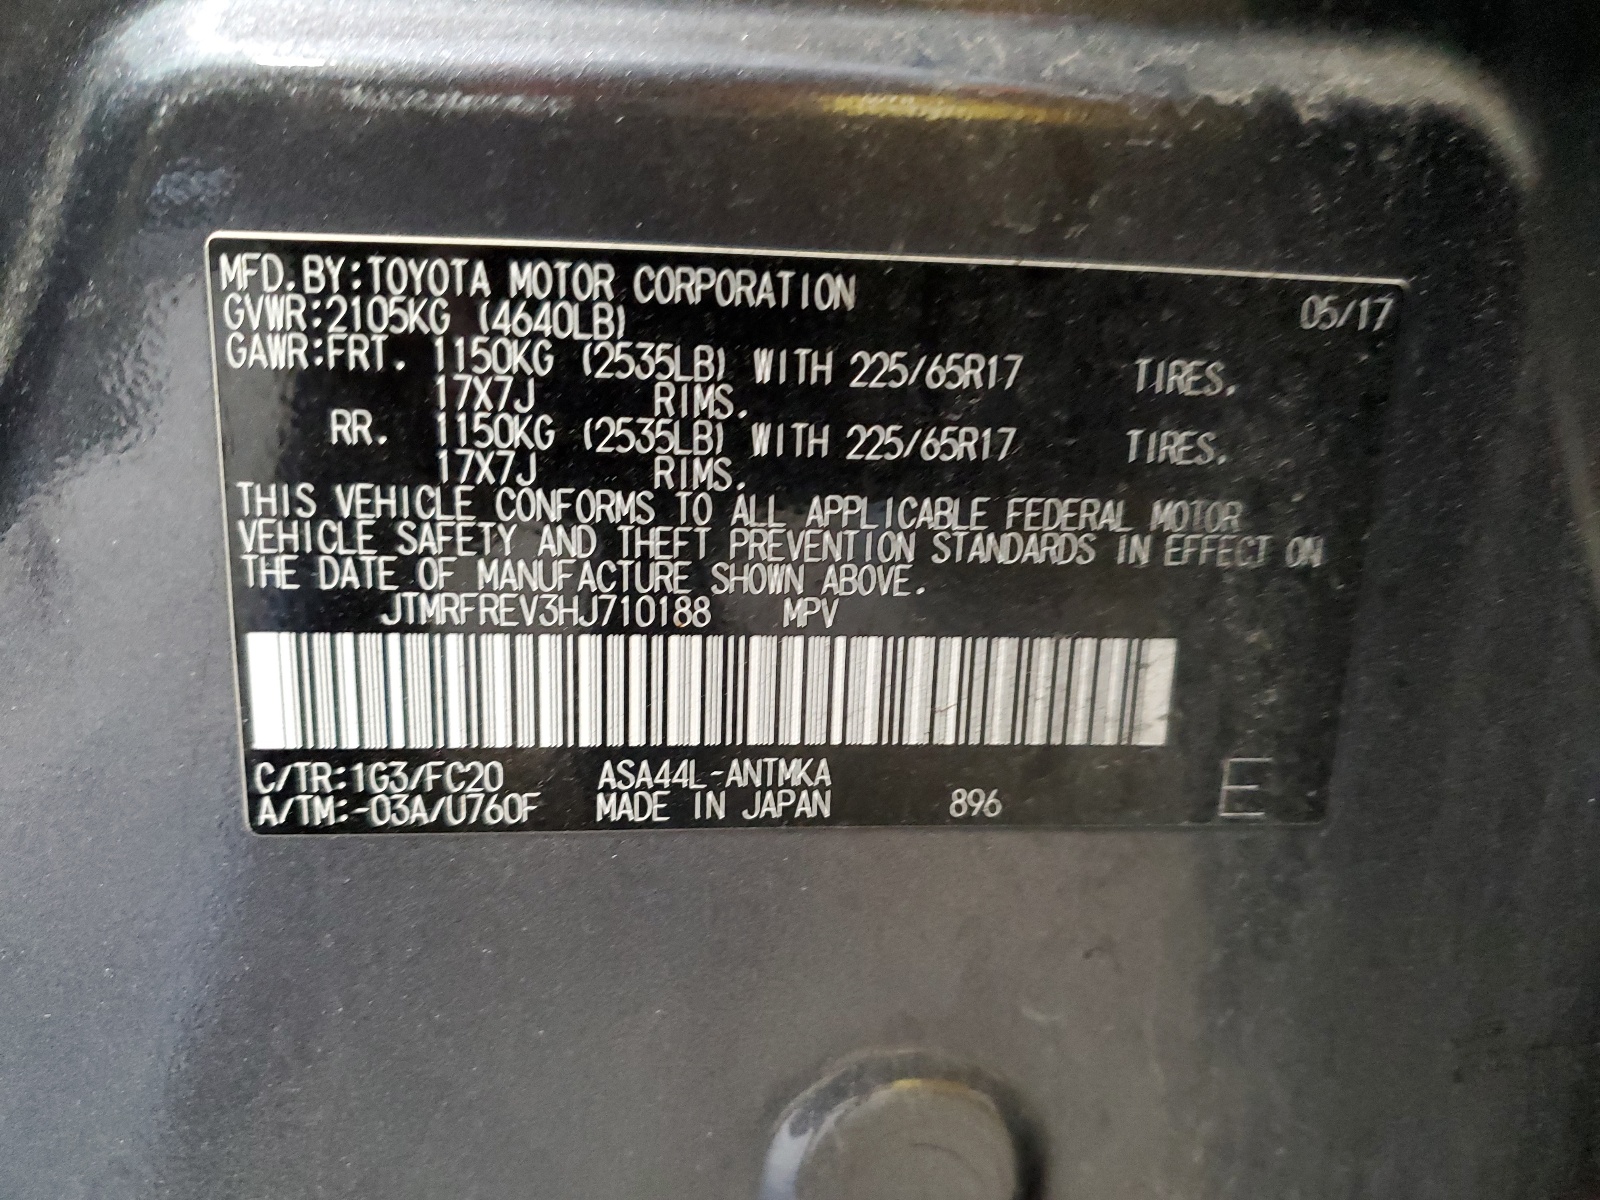 MFD.BY:TOYOTA MOTOR CORPORATION 05/17
GVWR:2105KG (4640LB)
GAWR:FRT. 1150KG (2535LB) WITH 225/65R17 TIRES.
17X7J RIMS.
RR. 1150KG (2535LB) WITH 225/65R17 TIRES.
17X7J RIMS.
THIS VEHICLE CONFORMS TO ALL APPLICABLE FEDERAL MOTOR
VEHICLE SAFETY AND THEFT PREVENTION STANDARDS IN EFFECT ON
THE DATE OF MANUFACTURE SHOWN ABOVE.
JTMRFREV3HJ710188 MPV
C/TR:1G3/FC20 ASA44L-ANTMKA
A/TM:-03A/U760F MADE IN JAPAN 896 E